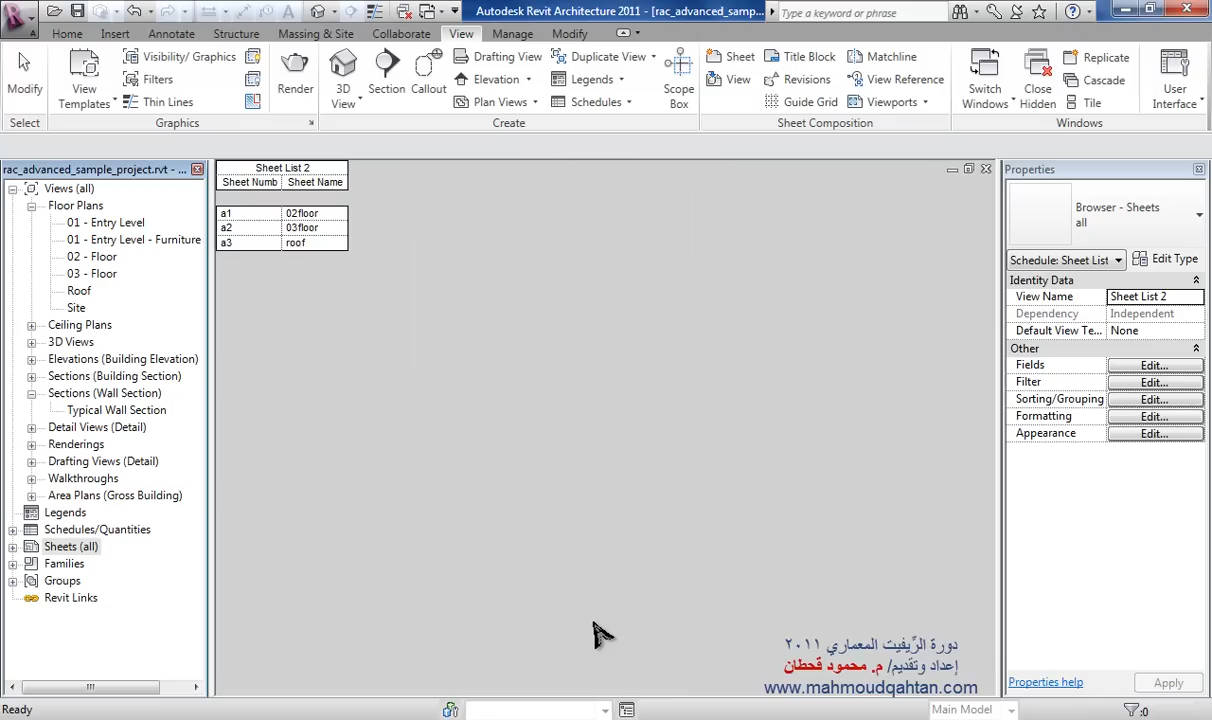 Autodesk Revit Architecture 2011 - [rac_advanced_samp...
Type a keyword or phrase
Home Insert Annotate Structure Massing & Site Collaborate View Manage Modify
Modify
View Templates
Visibility/ Graphics
Filters
Thin Lines
Render
3D View
Section
Callout
Drafting View
Elevation
Plan Views
Duplicate View
Legends
Schedules
Scope Box
Sheet
View
Title Block
Revisions
Guide Grid
Matchline
View Reference
Viewports
Switch Windows
Close Hidden
Replicate
Cascade
Tile
User Interface
Select Graphics Create Sheet Composition Windows
rac_advanced_sample_project.rvt - ...
Views (all)
Floor Plans
01 - Entry Level
01 - Entry Level - Furniture
02 - Floor
03 - Floor
Roof
Site
Ceiling Plans
3D Views
Elevations (Building Elevation)
Sections (Building Section)
Sections (Wall Section)
Typical Wall Section
Detail Views (Detail)
Renderings
Drafting Views (Detail)
Walkthroughs
Area Plans (Gross Building)
Legends
Schedules/Quantities
Sheets (all)
Families
Groups
Revit Links
Sheet List 2
Sheet Numb Sheet Name
a1 02floor
a2 03floor
a3 roof
Properties
Browser - Sheets
all
Schedule: Sheet List Edit Type
Identity Data
View Name Sheet List 2
Dependency Independent
Default View Te... None
Other
Fields Edit...
Filter Edit...
Sorting/Grouping Edit...
Formatting Edit...
Appearance Edit...
دورة الرِّيفيت المعماري ٢٠١١
إعداد وتقديم/ م. محمود قحطان
www.mahmoudqahtan.com
Properties help Apply
Ready Main Model :0